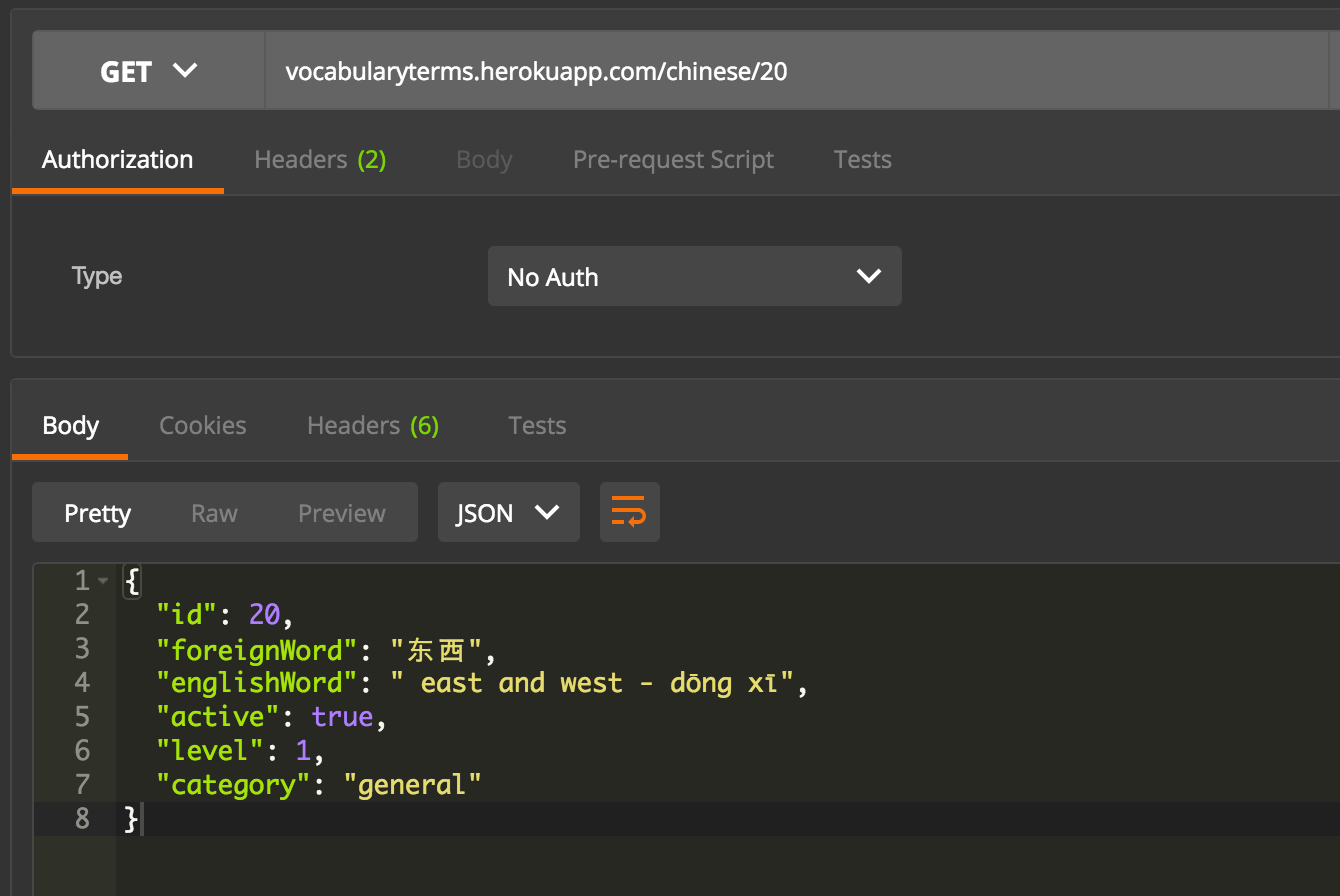 GET vocabularyterms.herokuapp.com/chinese/20
Authorization Headers (2) Body Pre-request Script Tests
Type No Auth
Body Cookies Headers (6) Tests
Pretty Raw Preview JSON
1 {
2 "id": 20,
3 "foreignWord": "东西",
4 "englishWord": " east and west - dōng xī",
5 "active": true,
6 "level": 1,
7 "category": "general"
8 }